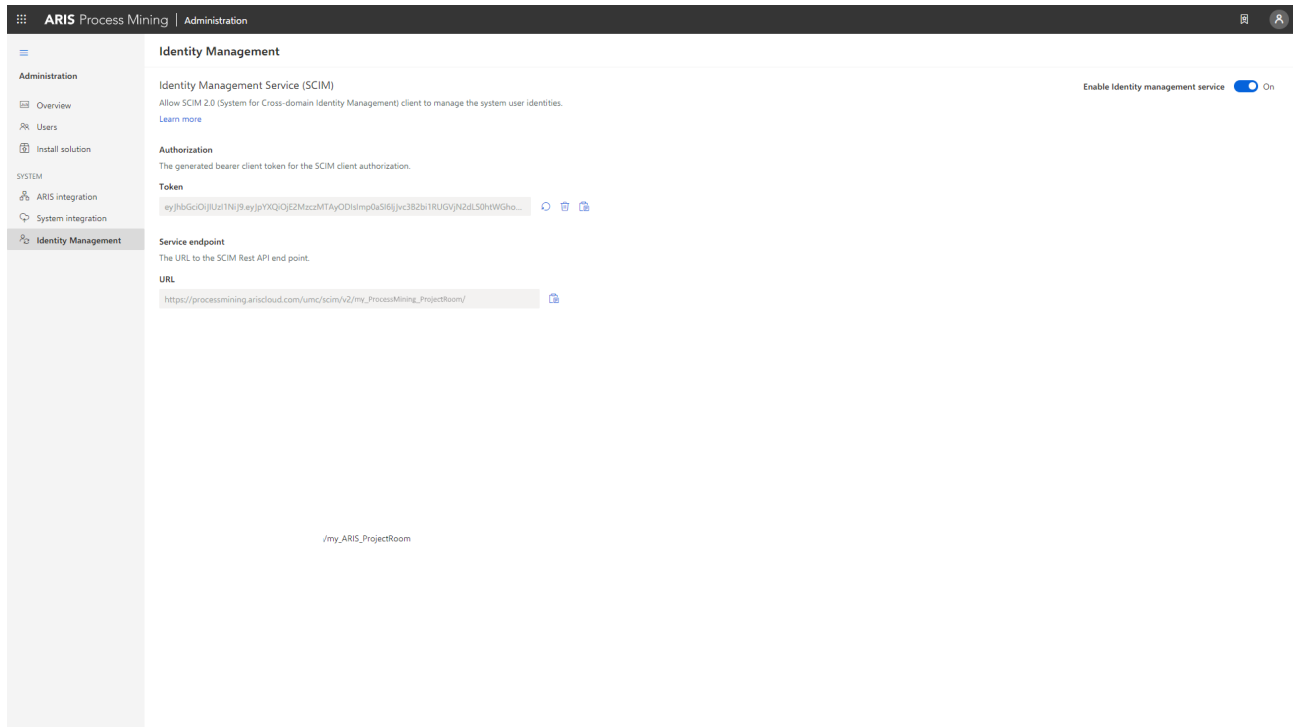 ARIS Process Mining | Administration
Identity Management
Administration
Overview
Users
Install solution
SYSTEM
ARIS integration
System integration
Identity Management
Identity Management Service (SCIM)
Enable Identity management service On
Allow SCIM 2.0 (System for Cross-domain Identity Management) client to manage the system user identities.
Learn more
Authorization
The generated bearer client token for the SCIM client authorization.
Token
Service endpoint
The URL to the SCIM Rest API end point.
URL
https://processmining.ariscloud.com/umc/scim/v2/my_ProcessMining_ProjectRoom/
/my_ARIS_ProjectRoom